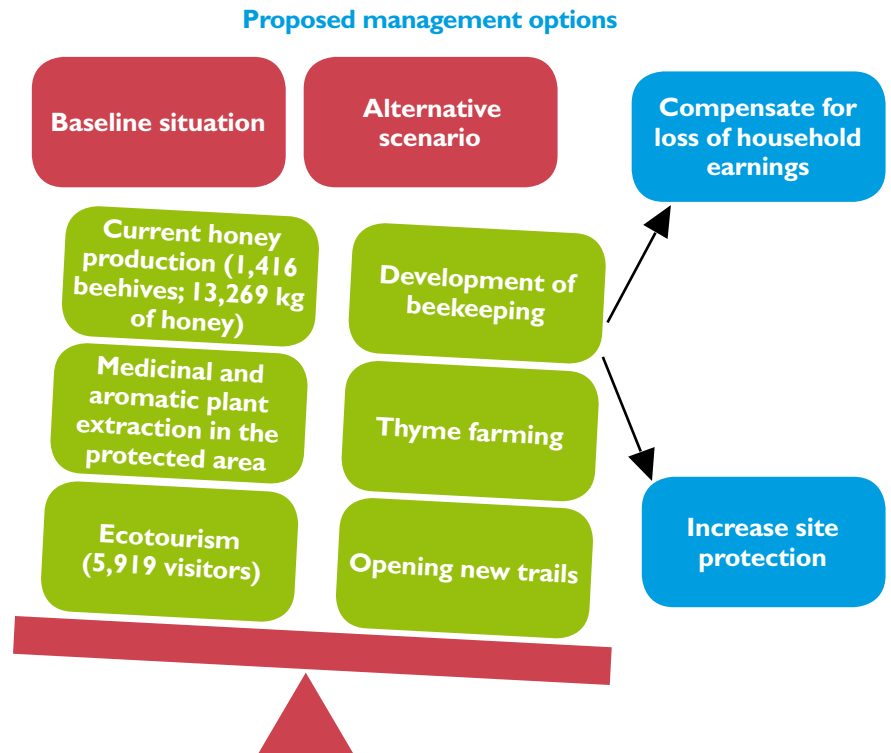 Proposed management options
Baseline situation
Alternative
scenario
Compensate for
loss of household
earnings
Current honey
production (1,416
beehives; 13,269 kg
of honey)
Development of
beekeeping
Medicinal and
aromatic plant
extraction in the
protected area
Thyme farming
Increase site
protection
Ecotourism
(5,919 visitors)
Opening new trails